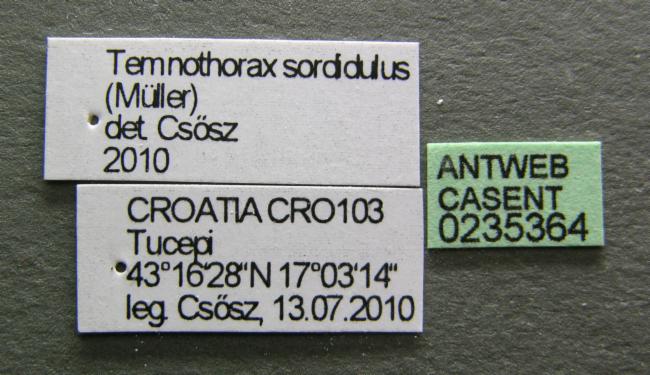 Temnothorax sordidulus
(Müller)
det. Csősz
2010
CROATIA CRO103
Tucepi
43°16'28"N 17°03'14"
leg. Csősz, 13.07.2010
ANTWEB
CASENT
0235364